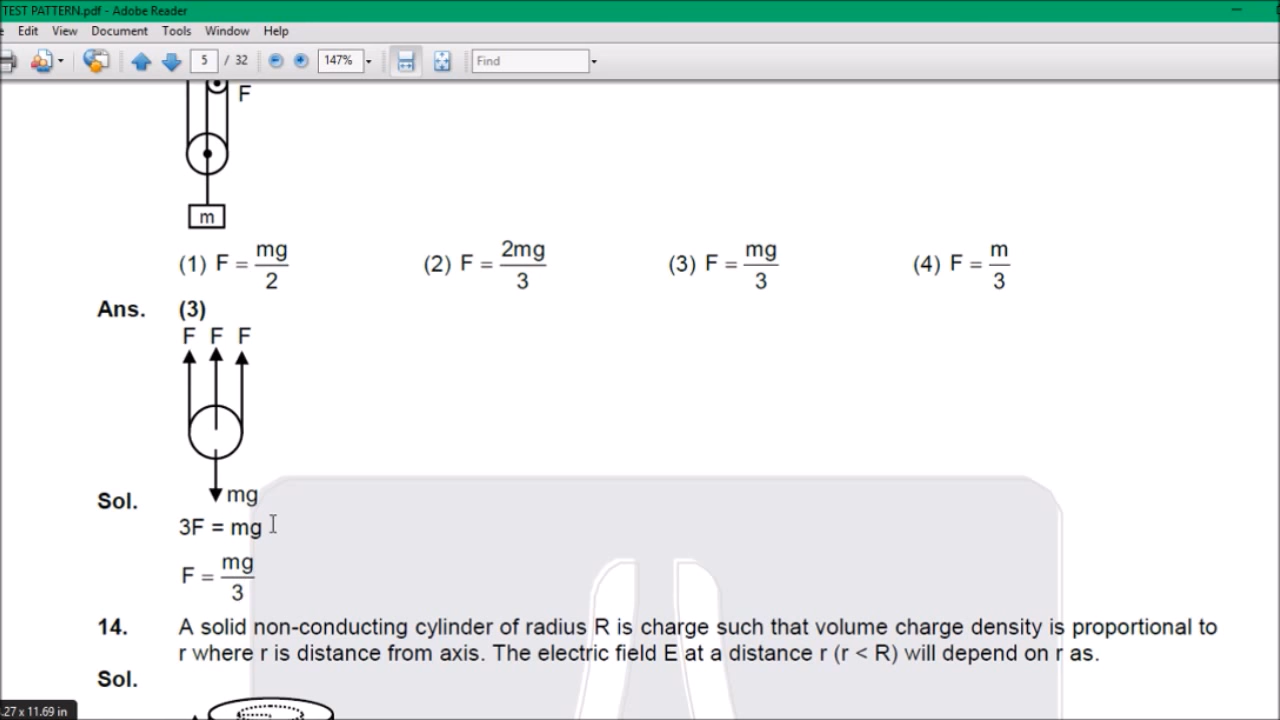 TEST PATTERN.pdf - Adobe Reader
Edit View Document Tools Window Help
5 / 32 147% Find
F
m
(1) F = mg/2 (2) F = 2mg/3 (3) F = mg/3 (4) F = m/3
Ans. (3)
F F F
mg
Sol.
3F = mg
F = mg/3
14. A solid non-conducting cylinder of radius R is charge such that volume charge density is proportional to
r where r is distance from axis. The electric field E at a distance r (r < R) will depend on r as.
Sol.
.27 x 11.69 in